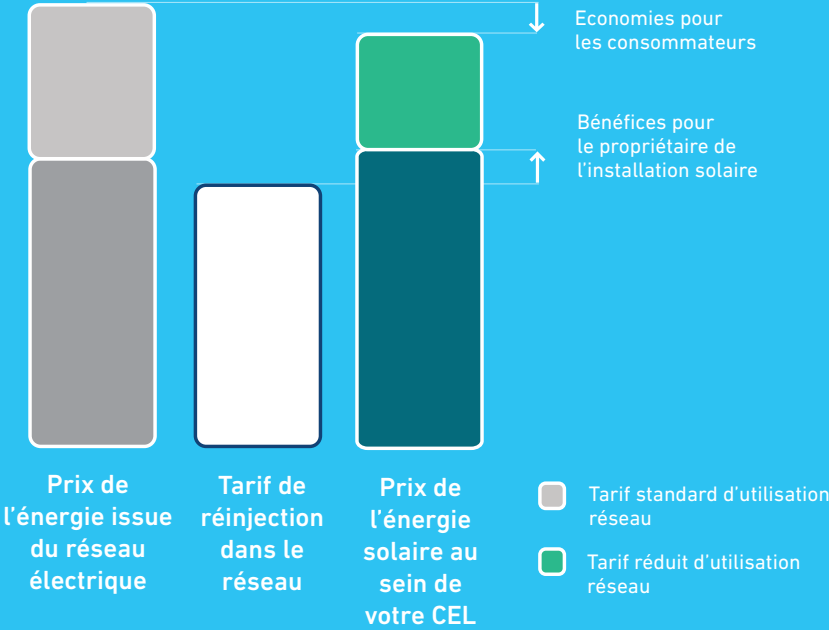 Economies pour
les consommateurs
Bénéfices pour
le propriétaire de
l'installation solaire
Prix de
l'énergie issue
du réseau
électrique
Tarif de
réinjection
dans le
réseau
Prix de
l'énergie
solaire au
sein de
votre CEL
Tarif standard d'utilisation
réseau
Tarif réduit d'utilisation
réseau